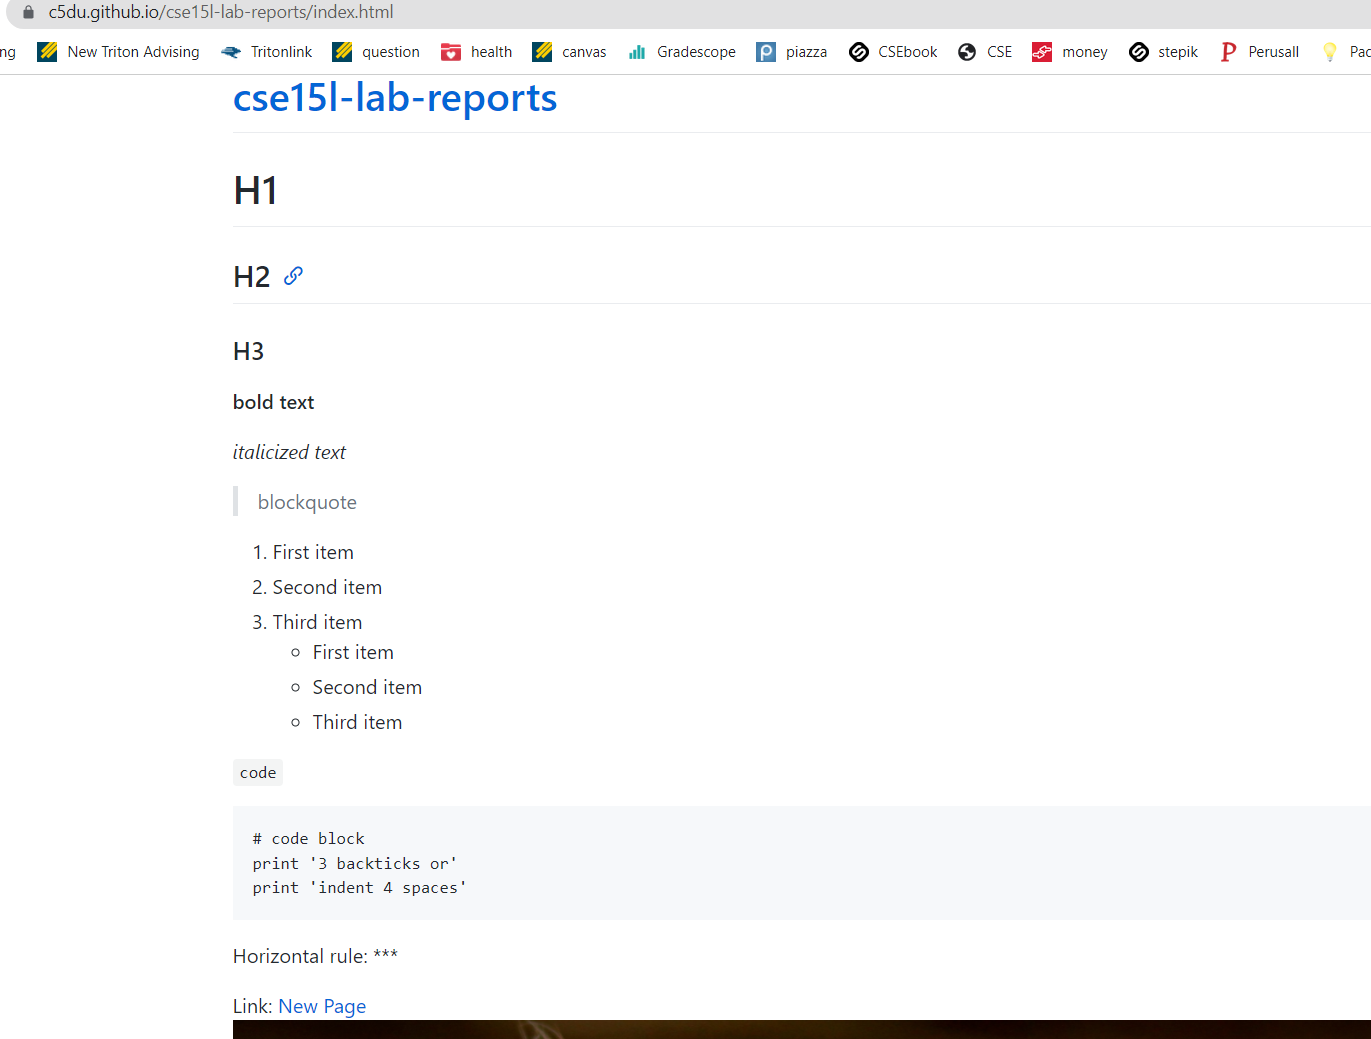 c5du.github.io/cse15l-lab-reports/index.html
ng New Triton Advising Tritonlink question health canvas Gradescope piazza CSEbook CSE money stepik Perusall Pac
cse15l-lab-reports
H1
H2
H3
bold text
italicized text
blockquote
1. First item
2. Second item
3. Third item
First item
Second item
Third item
code
# code block
print '3 backticks or'
print 'indent 4 spaces'
Horizontal rule: ***
Link: New Page